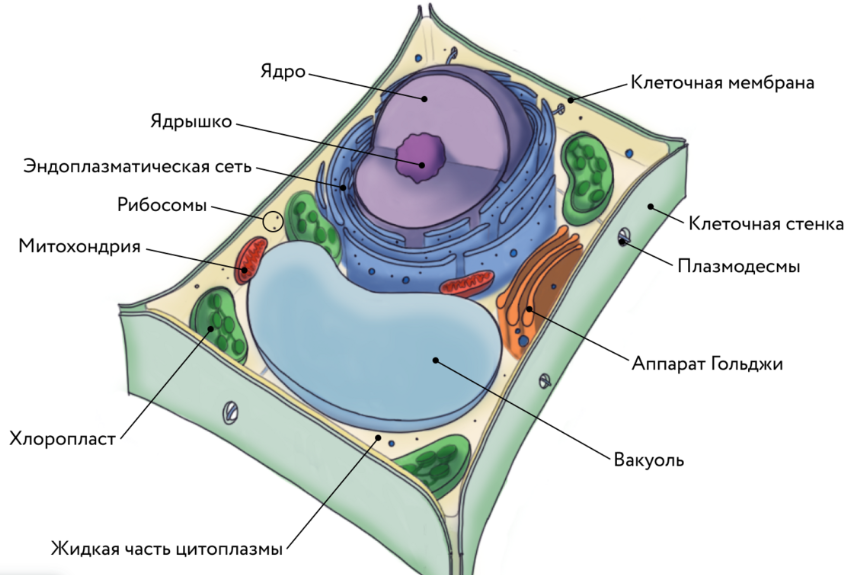 Ядро
Клеточная мембрана
Ядрышко
Эндоплазматическая сеть
Рибосомы
Клеточная стенка
Митохондрия
Плазмодесмы
Аппарат Гольджи
Хлоропласт
Вакуоль
Жидкая часть цитоплазмы